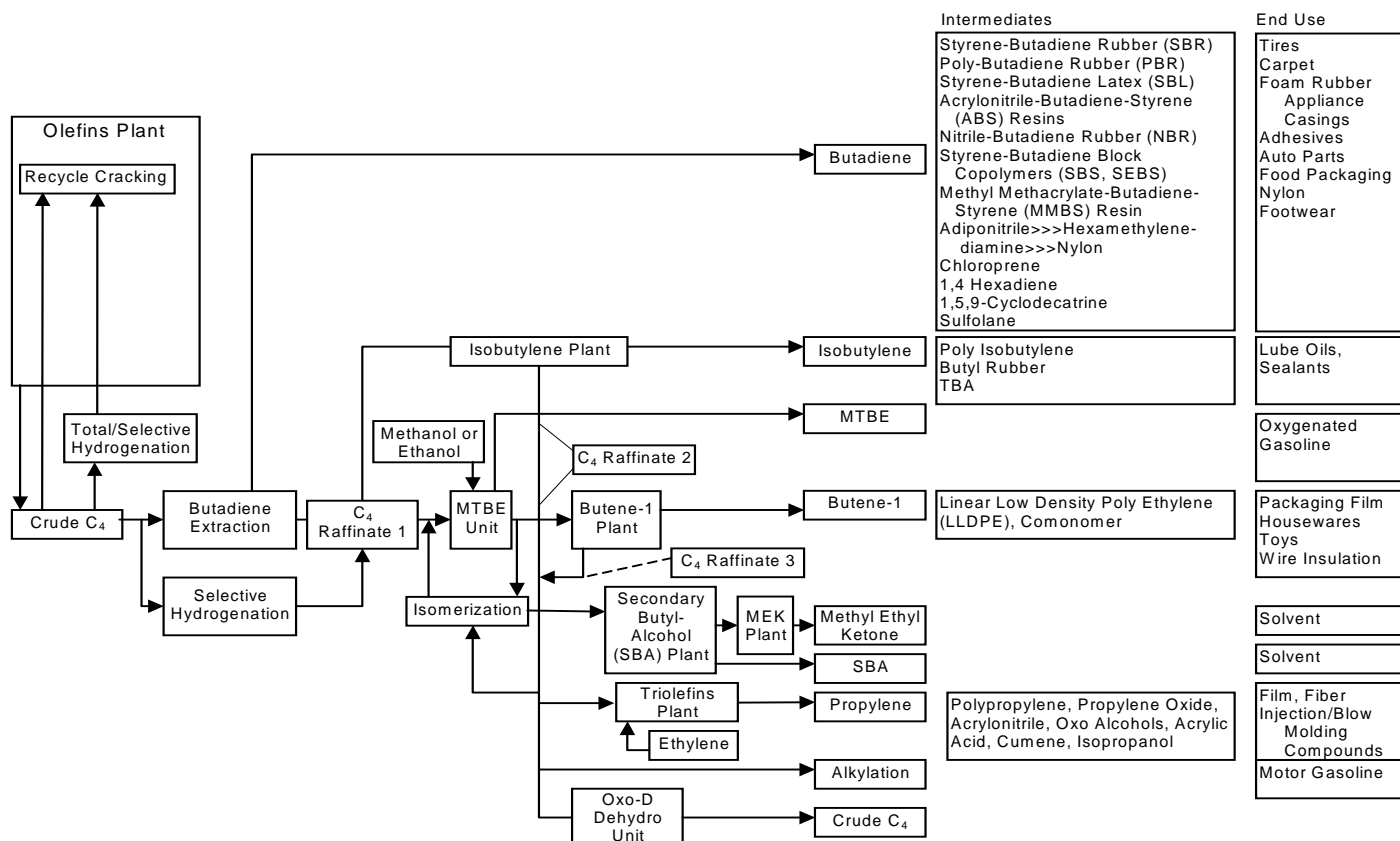 Intermediates
End Use
Styrene-Butadiene Rubber (SBR)
Poly-Butadiene Rubber (PBR)
Styrene-Butadiene Latex (SBL)
Acrylonitrile-Butadiene-Styrene
(ABS) Resins
Nitrile-Butadiene Rubber (NBR)
Styrene-Butadiene Block
Copolymers (SBS, SEBS)
Methyl Methacrylate-Butadiene-
Styrene (MMBS) Resin
Adiponitrile>>>Hexamethylene-
diamine>>>Nylon
Chloroprene
1,4 Hexadiene
1,5,9-Cyclodecatrine
Sulfolane
Tires
Carpet
Foam Rubber
Appliance
Casings
Adhesives
Auto Parts
Food Packaging
Nylon
Footwear
Olefins Plant
Recycle Cracking
Butadiene
Isobutylene Plant
Isobutylene
Poly Isobutylene
Butyl Rubber
TBA
Lube Oils,
Sealants
MTBE
Oxygenated
Gasoline
Total/Selective
Hydrogenation
Methanol or
Ethanol
C₄ Raffinate 2
Crude C₄
Butadiene
Extraction
C₄
Raffinate 1
MTBE
Unit
Butene-1
Plant
Butene-1
Linear Low Density Poly Ethylene
(LLDPE), Comonomer
Packaging Film
Housewares
Toys
Wire Insulation
C₄ Raffinate 3
Selective
Hydrogenation
Isomerization
Secondary
Butyl-
Alcohol
(SBA) Plant
MEK
Plant
Methyl Ethyl
Ketone
Solvent
SBA
Solvent
Triolefins
Plant
Propylene
Polypropylene, Propylene Oxide,
Acrylonitrile, Oxo Alcohols, Acrylic
Acid, Cumene, Isopropanol
Film, Fiber
Injection/Blow
Molding
Compounds
Ethylene
Alkylation
Motor Gasoline
Oxo-D
Dehydro
Unit
Crude C₄